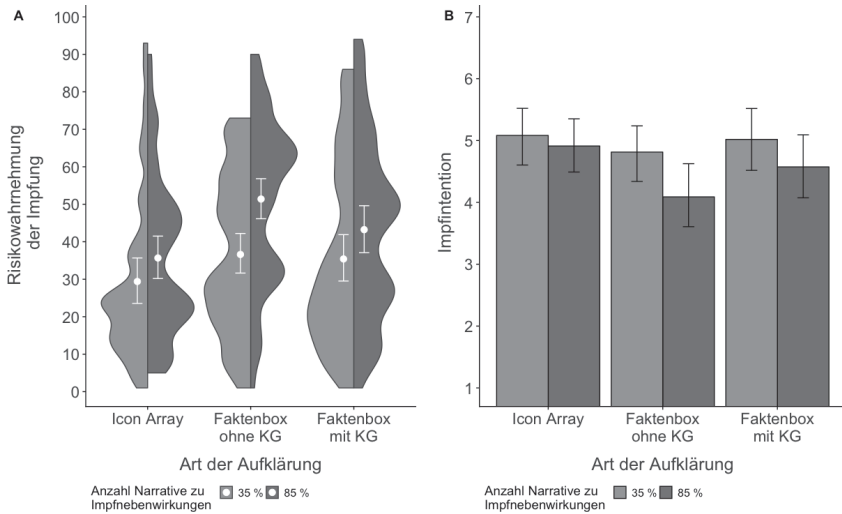 A
Risikowahrnehmung
der Impfung
100
90
80
70
60
50
40
30
20
10
0
Icon Array
Faktenbox
ohne KG
Faktenbox
mit KG
Art der Aufklärung
Anzahl Narrative zu
Impfnebenwirkungen
35 %
85 %
B
Impfintention
7
6
5
4
3
2
1
Icon Array
Faktenbox
ohne KG
Faktenbox
mit KG
Art der Aufklärung
Anzahl Narrative zu
Impfnebenwirkungen
35 %
85 %